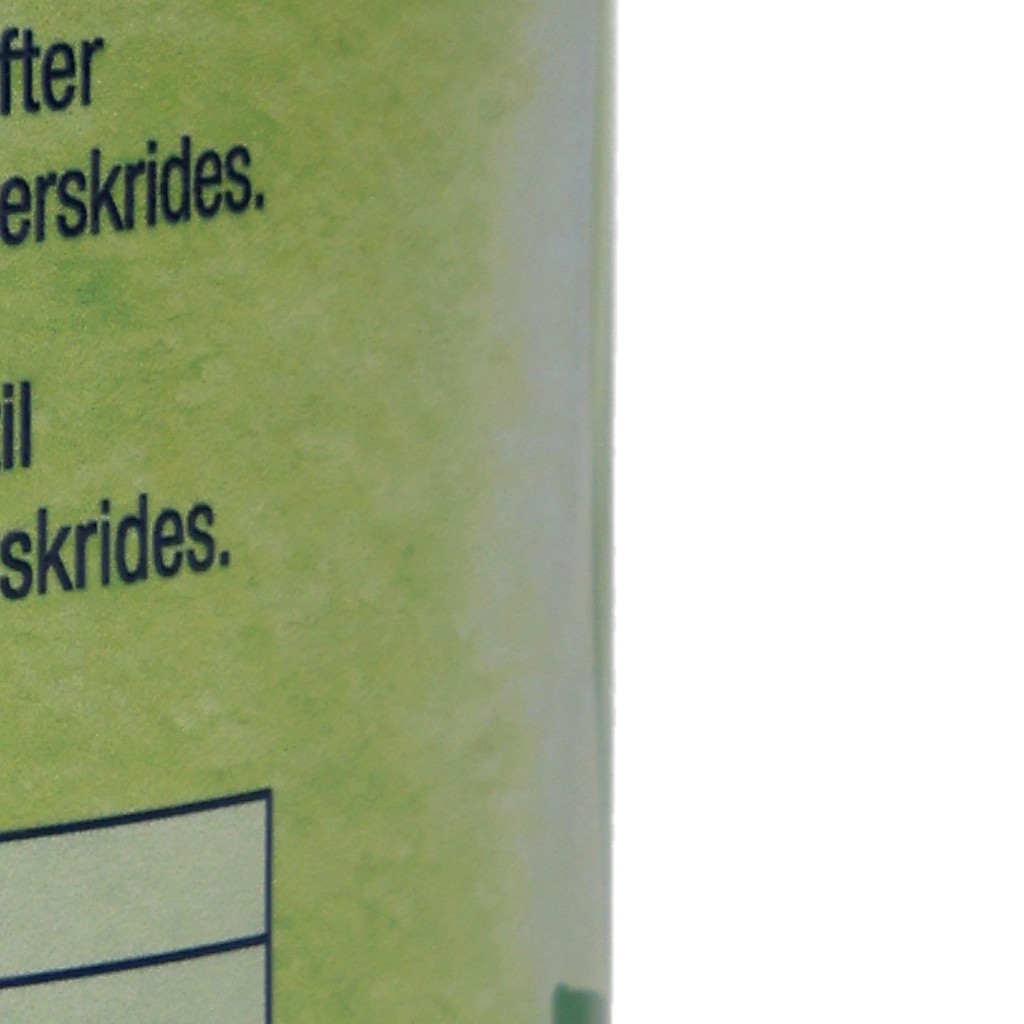 fter
erskrides.
il
skrides.